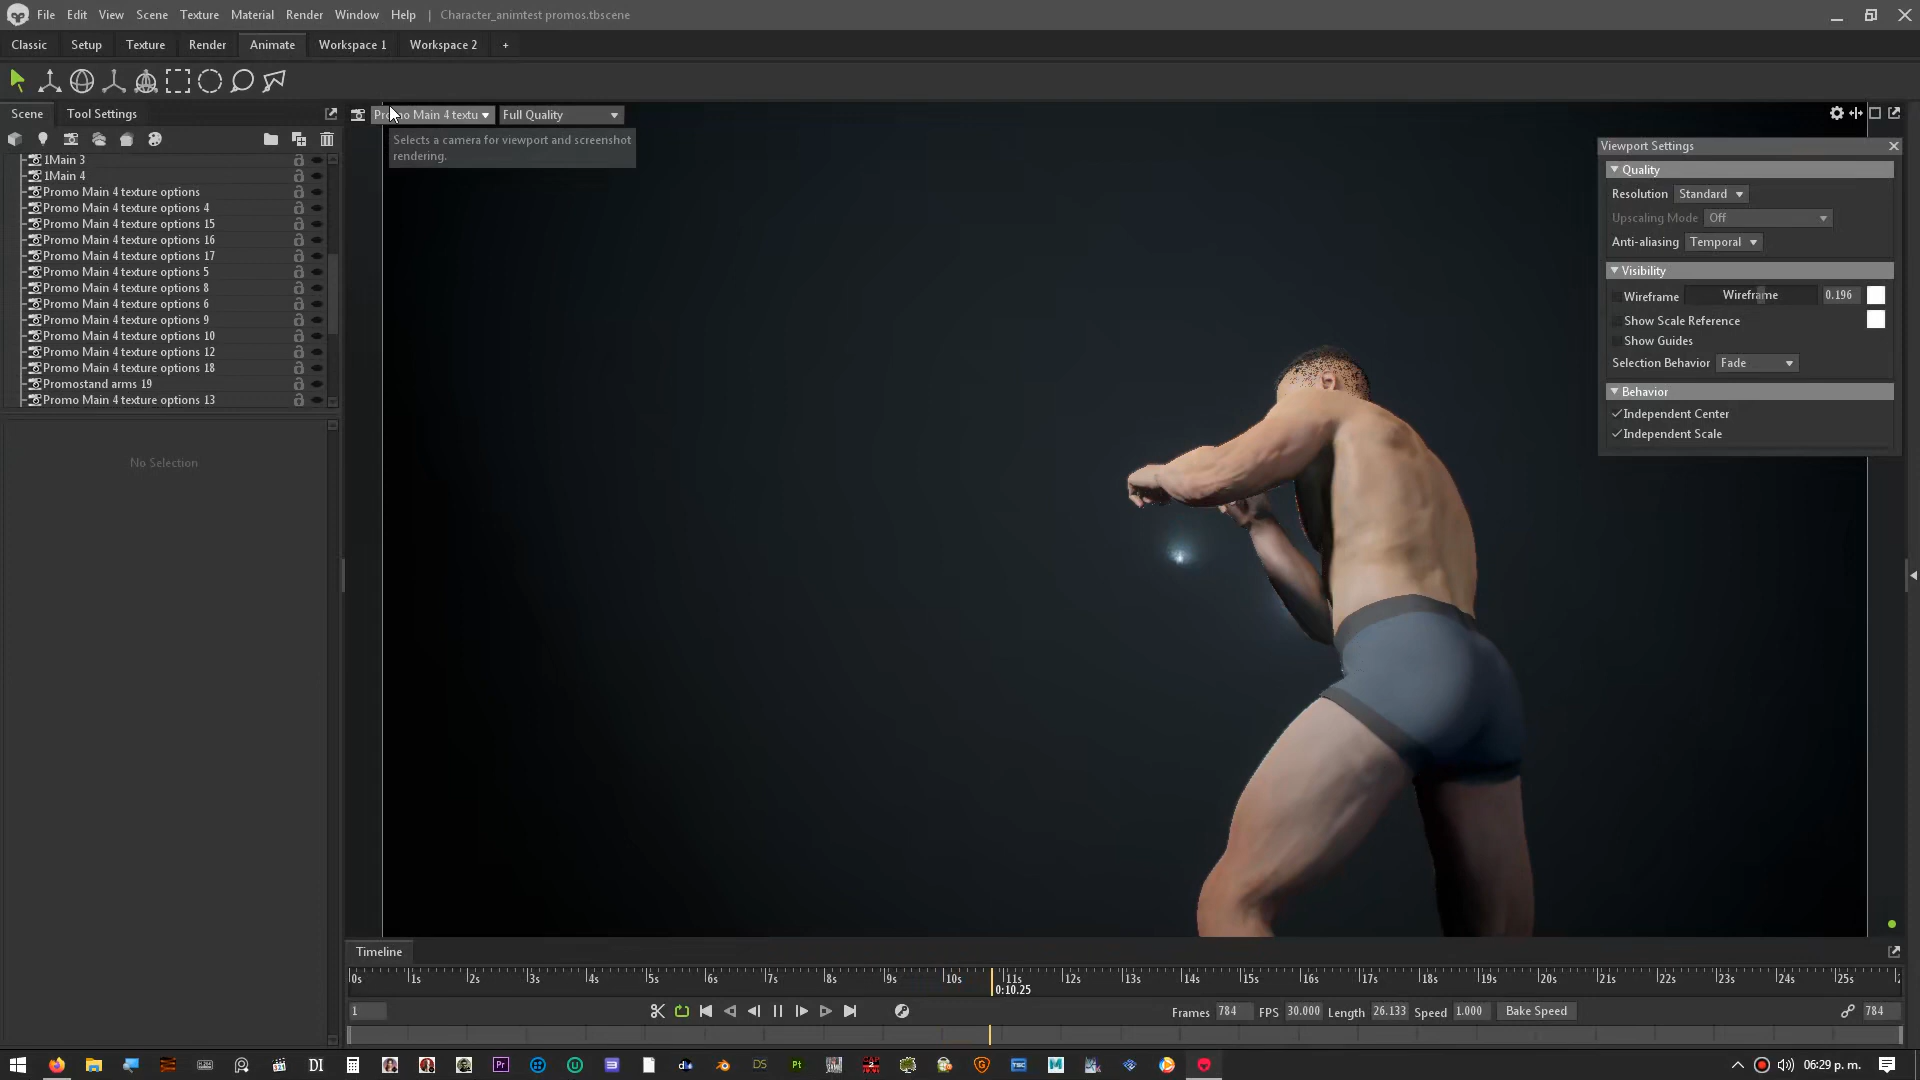 File Edit View Scene Texture Material Render Window Help | Character_animtest promos.tbscene
Classic Setup Texture Render Animate Workspace 1 Workspace 2 +
Scene Tool Settings
Promo Main 4 textu Full Quality
Selects a camera for viewport and screenshot
rendering.
1Main 3
1Main 4
Promo Main 4 texture options
Promo Main 4 texture options 4
Promo Main 4 texture options 15
Promo Main 4 texture options 16
Promo Main 4 texture options 17
Promo Main 4 texture options 5
Promo Main 4 texture options 8
Promo Main 4 texture options 6
Promo Main 4 texture options 9
Promo Main 4 texture options 10
Promo Main 4 texture options 12
Promo Main 4 texture options 18
Promostand arms 19
Promo Main 4 texture options 13
No Selection
Viewport Settings
Quality
Resolution Standard
Upscaling Mode Off
Anti-aliasing Temporal
Visibility
Wireframe Wireframe 0.196
Show Scale Reference
Show Guides
Selection Behavior Fade
Behavior
Independent Center
Independent Scale
Timeline
0s 1s 2s 3s 4s 5s 6s 7s 8s 9s 10s 11s 12s 13s 14s 15s 16s 17s 18s 19s 20s 21s 22s 23s 24s 25s
0:10.25
1 Frames 784 FPS 30.000 Length 26.133 Speed 1.000 Bake Speed 784
DI Pr DS Pt M 06:29 p. m.